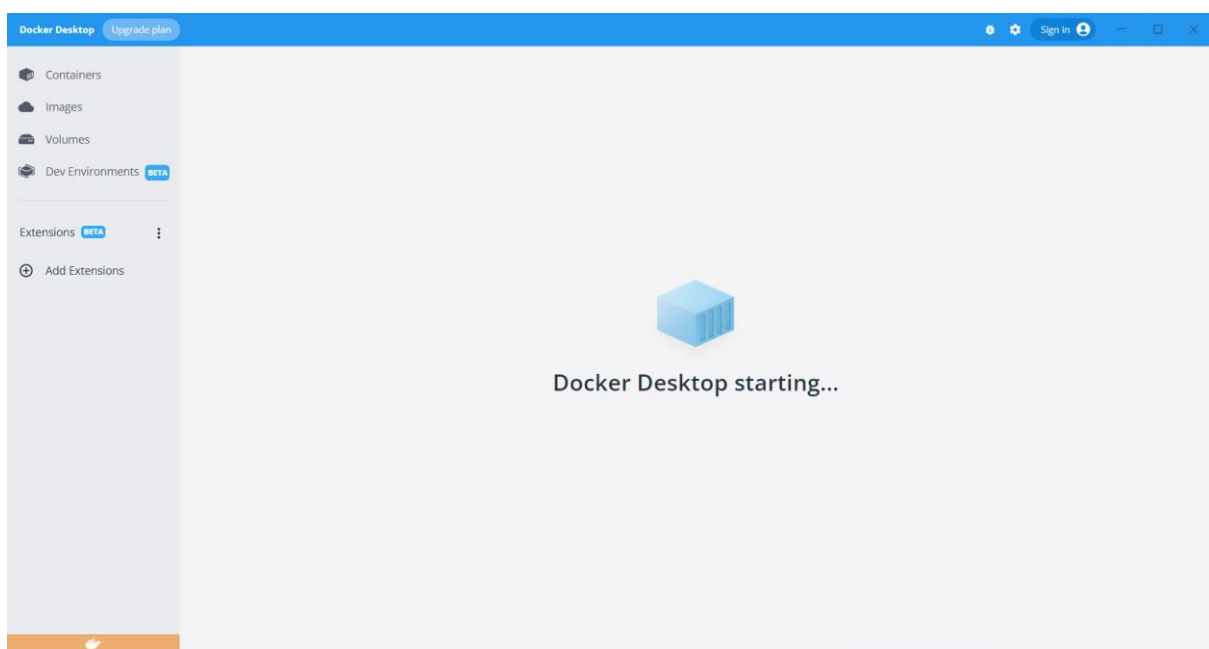 Docker Desktop Upgrade plan Sign in
Containers
Images
Volumes
Dev Environments BETA
Extensions BETA
Add Extensions
Docker Desktop starting...